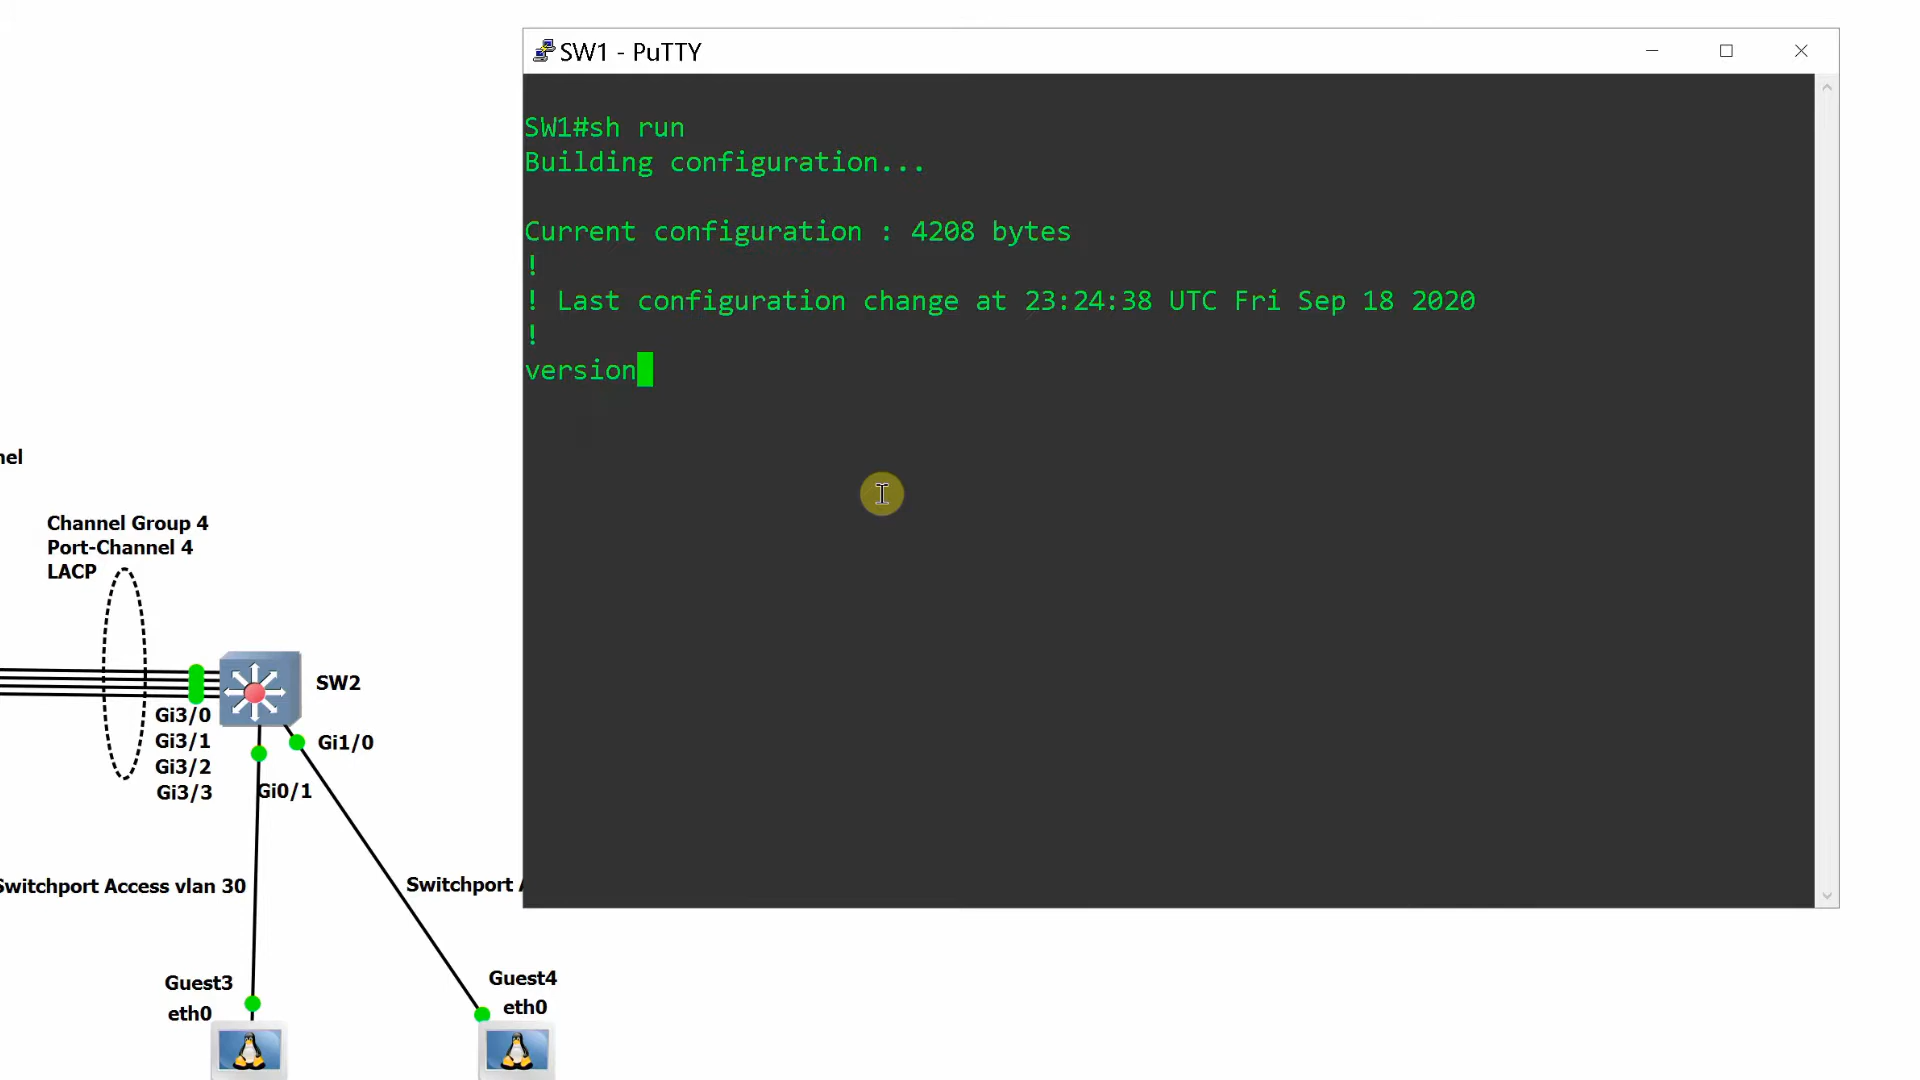 SW1 - PuTTY
SW1#sh run
Building configuration...
Current configuration : 4208 bytes
!
! Last configuration change at 23:24:38 UTC Fri Sep 18 2020
!
version
nel
Channel Group 4
Port-Channel 4
LACP
SW2
Gi3/0
Gi3/1
Gi3/2
Gi3/3
Gi1/0
Gi0/1
Switchport Access vlan 30
Switchport A
Guest3
eth0
Guest4
eth0